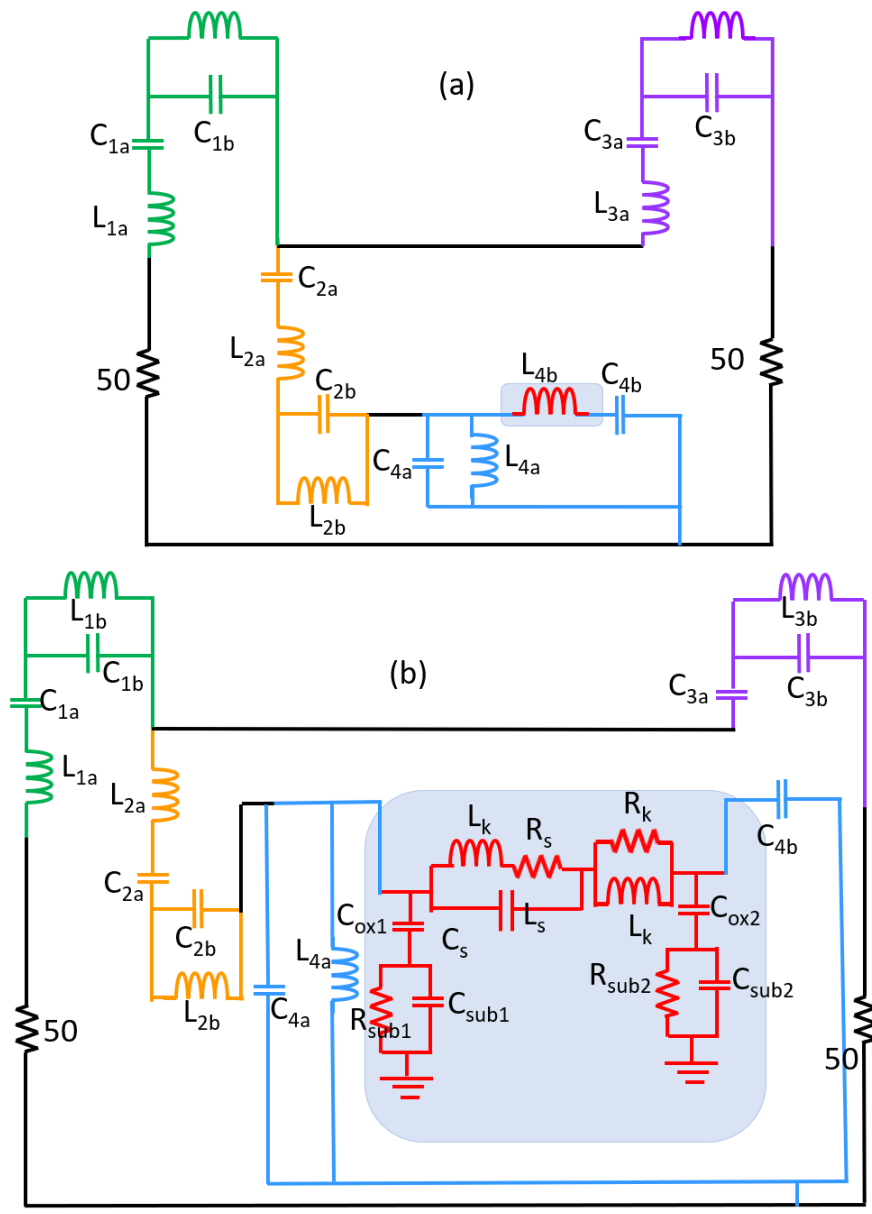 (a)
C1b
C1a
L1a
C3b
C3a
L3a
C2a
L2a
50
C2b
L4b
C4b
50
C4a
L4a
L2b
L1b
C1b
(b)
C1a
L1a
L3b
C3b
C3a
L2a
C2a
C2b
L2b
50
C4a
L4a
Lk
Rs
Rk
C4b
Cox1
Cs
Ls
Lk
Cox2
Rsub1
Csub1
Rsub2
Csub2
50